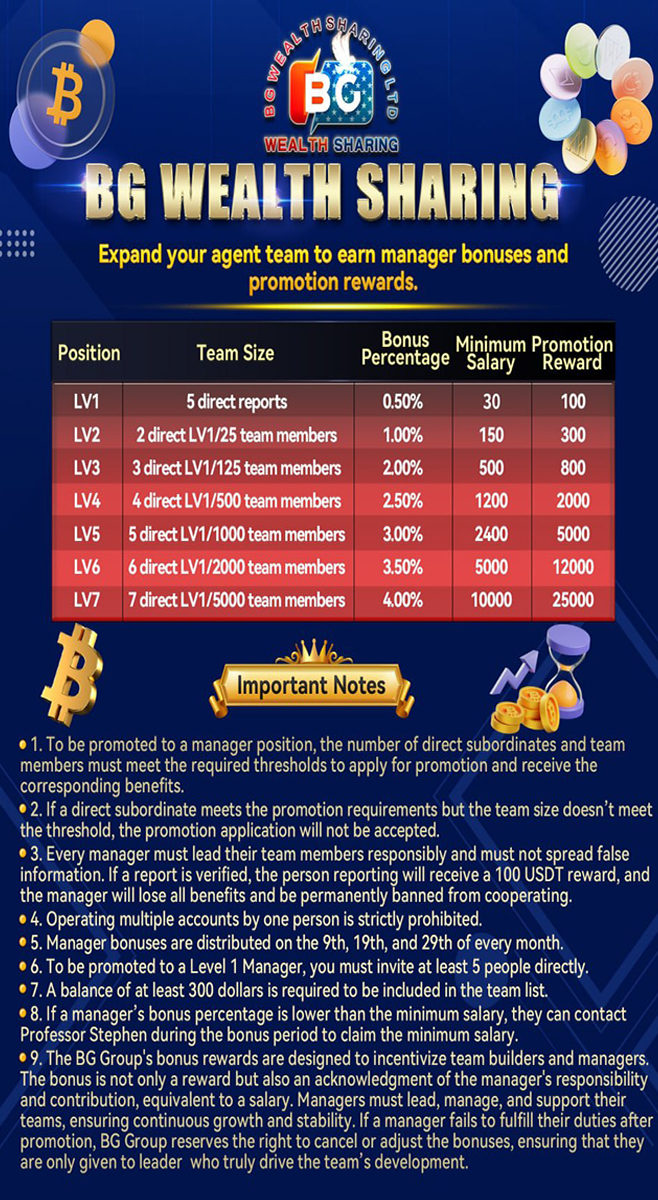 BG WEALTH SHARING LTD
BG
WEALTH SHARING
BG WEALTH SHARING
Expand your agent team to earn manager bonuses and
promotion rewards.
Position Team Size Bonus Percentage Minimum Salary Promotion Reward
LV1 5 direct reports 0.50% 30 100
LV2 2 direct LV1/25 team members 1.00% 150 300
LV3 3 direct LV1/125 team members 2.00% 500 800
LV4 4 direct LV1/500 team members 2.50% 1200 2000
LV5 5 direct LV1/1000 team members 3.00% 2400 5000
LV6 6 direct LV1/2000 team members 3.50% 5000 12000
LV7 7 direct LV1/5000 team members 4.00% 10000 25000
Important Notes
• 1. To be promoted to a manager position, the number of direct subordinates and team
members must meet the required thresholds to apply for promotion and receive the
corresponding benefits.
• 2. If a direct subordinate meets the promotion requirements but the team size doesn’t meet
the threshold, the promotion application will not be accepted.
• 3. Every manager must lead their team members responsibly and must not spread false
information. If a report is verified, the person reporting will receive a 100 USDT reward, and
the manager will lose all benefits and be permanently banned from cooperating.
• 4. Operating multiple accounts by one person is strictly prohibited.
• 5. Manager bonuses are distributed on the 9th, 19th, and 29th of every month.
• 6. To be promoted to a Level 1 Manager, you must invite at least 5 people directly.
• 7. A balance of at least 300 dollars is required to be included in the team list.
• 8. If a manager’s bonus percentage is lower than the minimum salary, they can contact
Professor Stephen during the bonus period to claim the minimum salary.
• 9. The BG Group's bonus rewards are designed to incentivize team builders and managers.
The bonus is not only a reward but also an acknowledgment of the manager's responsibility
and contribution, equivalent to a salary. Managers must lead, manage, and support their
teams, ensuring continuous growth and stability. If a manager fails to fulfill their duties after
promotion, BG Group reserves the right to cancel or adjust the bonuses, ensuring that they
are only given to leader who truly drive the team’s development.